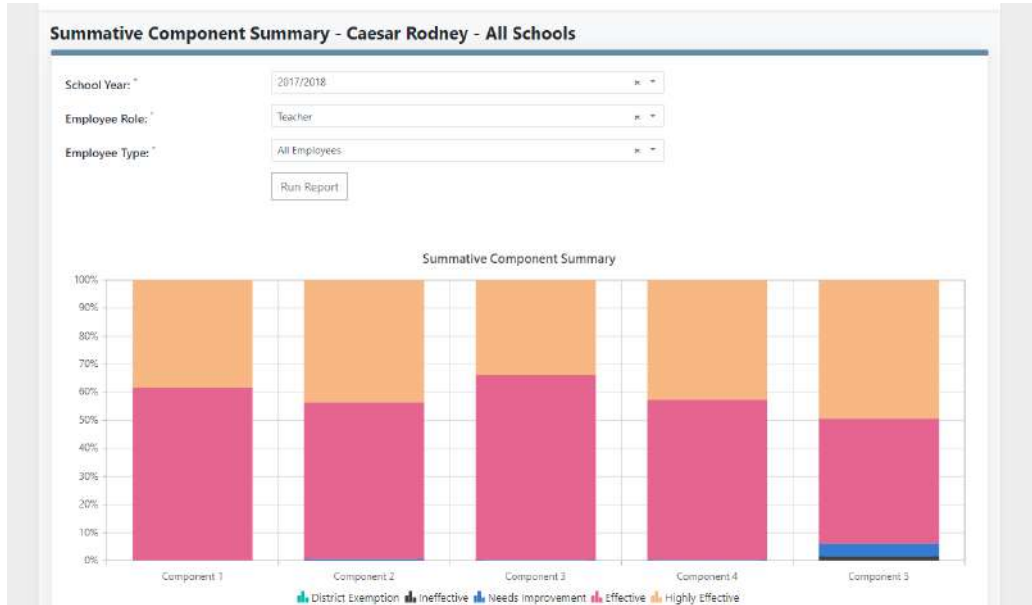 Summative Component Summary - Caesar Rodney - All Schools
School Year: * 2017/2018 × 
Employee Role: * Teacher × 
Employee Type: * All Employees × 
Run Report
Summative Component Summary
100%
90%
80%
70%
60%
50%
40%
30%
20%
10%
0%
Component 1 Component 2 Component 3 Component 4 Component 5
District Exemption Ineffective Needs Improvement Effective Highly Effective